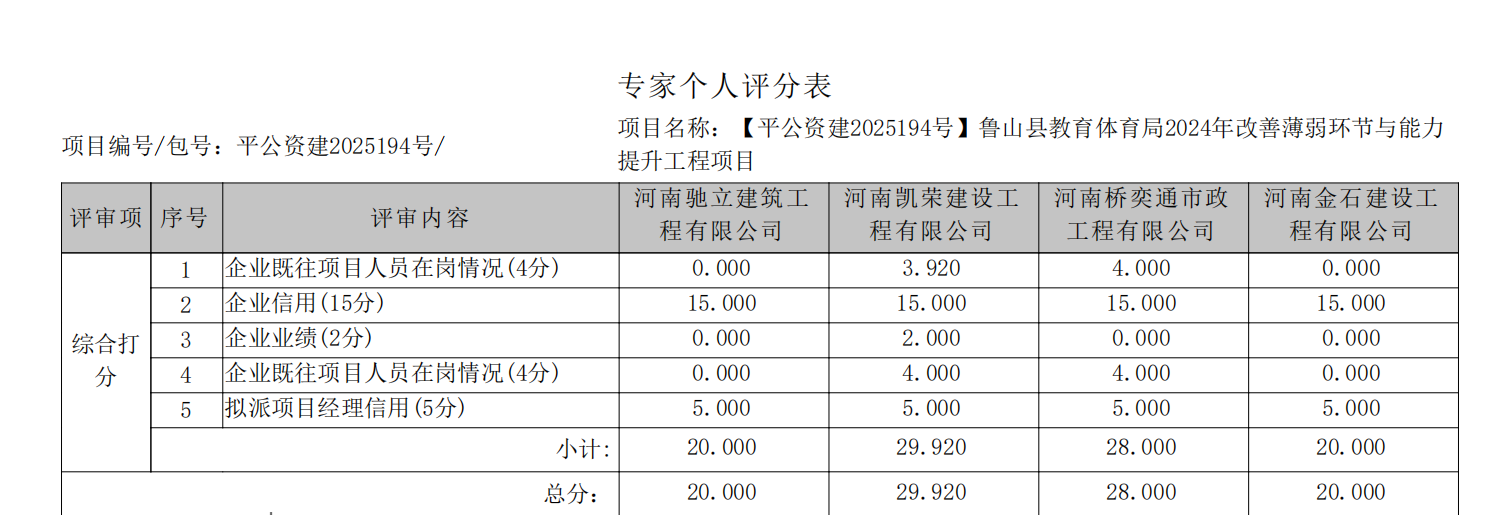 专家个人评分表
项目编号/包号：平公资建2025194号/
项目名称：【平公资建2025194号】鲁山县教育体育局2024年改善薄弱环节与能力
提升工程项目
评审项 序号 评审内容 河南驰立建筑工程有限公司 河南凯荣建设工程有限公司 河南桥奕通市政工程有限公司 河南金石建设工程有限公司
综合打分
1 企业既往项目人员在岗情况(4分) 0.000 3.920 4.000 0.000
2 企业信用(15分) 15.000 15.000 15.000 15.000
3 企业业绩(2分) 0.000 2.000 0.000 0.000
4 企业既往项目人员在岗情况(4分) 0.000 4.000 4.000 0.000
5 拟派项目经理信用(5分) 5.000 5.000 5.000 5.000
小计: 20.000 29.920 28.000 20.000
总分： 20.000 29.920 28.000 20.000